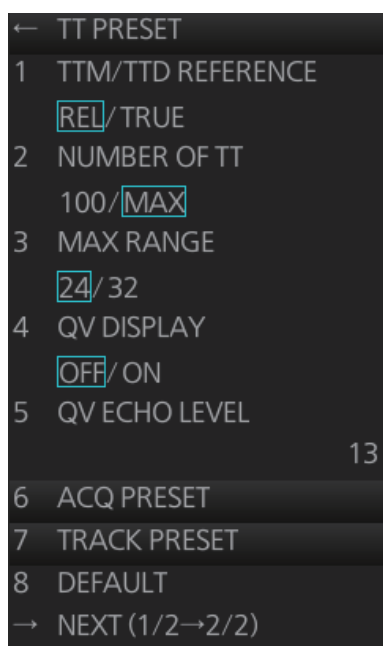 ← TT PRESET
1 TTM/TTD REFERENCE
REL/TRUE
2 NUMBER OF TT
100/MAX
3 MAX RANGE
24/32
4 QV DISPLAY
OFF/ON
5 QV ECHO LEVEL
13
6 ACQ PRESET
7 TRACK PRESET
8 DEFAULT
→ NEXT (1/2→2/2)